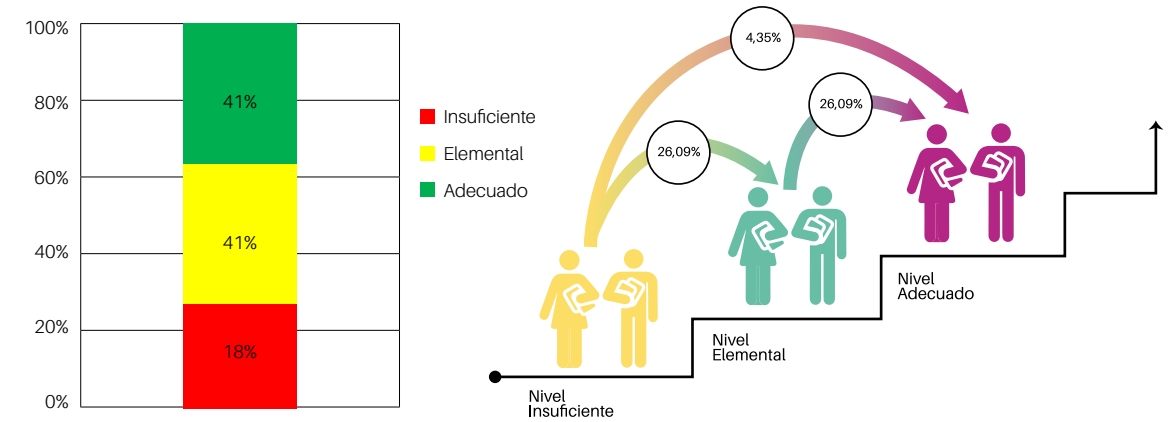 100%
80%
60%
40%
20%
0%
41%
41%
18%
Insuficiente
Elemental
Adecuado
4,35%
26,09%
26,09%
Nivel
Insuficiente
Nivel
Elemental
Nivel
Adecuado